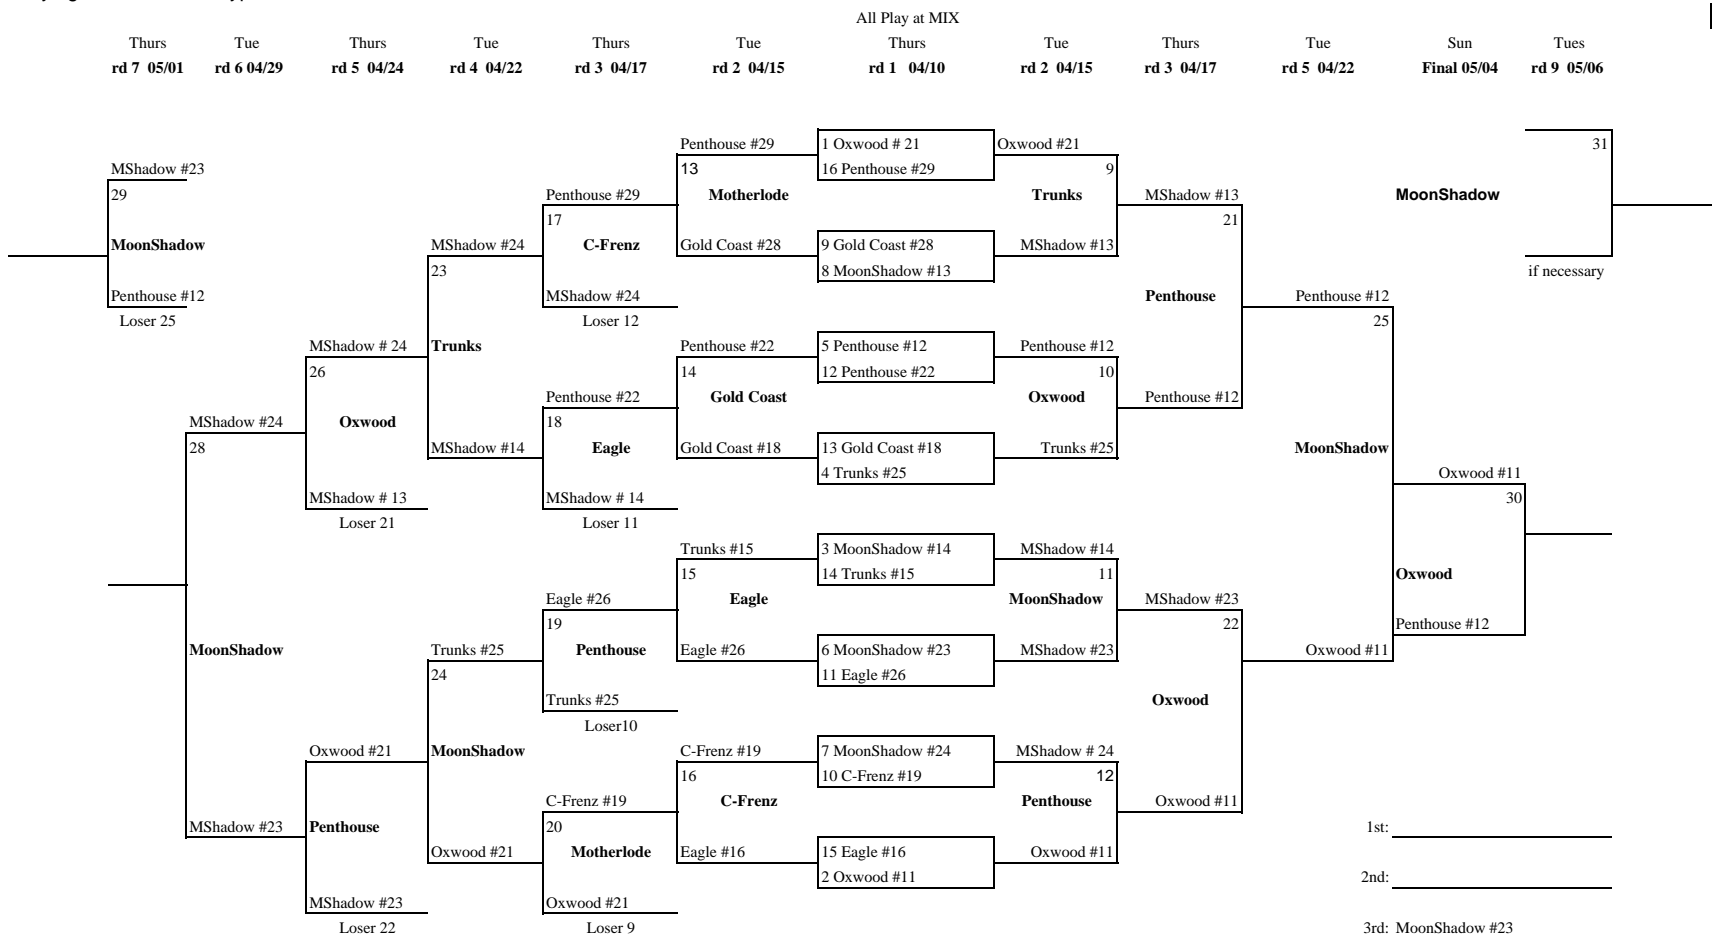 All Play at MIX
Thurs Tue Thurs Tue Thurs Tue Thurs Tue Thurs Tue Sun Tues
rd 7 05/01 rd 6 04/29 rd 5 04/24 rd 4 04/22 rd 3 04/17 rd 2 04/15 rd 1 04/10 rd 2 04/15 rd 3 04/17 rd 5 04/22 Final 05/04 rd 9 05/06
Penthouse #29 1 Oxwood # 21 Oxwood #21 31
MShadow #23 13 16 Penthouse #29 9
29 Penthouse #29 Motherlode Trunks MShadow #13 MoonShadow
17 21
MoonShadow MShadow #24 C-Frenz Gold Coast #28 9 Gold Coast #28 MShadow #13
23 8 MoonShadow #13 if necessary
Penthouse #12 MShadow #24 Penthouse Penthouse #12
Loser 25 Loser 12 25
MShadow # 24 Trunks Penthouse #22 5 Penthouse #12 Penthouse #12
26 14 12 Penthouse #22 10
Penthouse #22 Gold Coast Oxwood Penthouse #12
MShadow #24 Oxwood 18
28 MShadow #14 Eagle Gold Coast #18 13 Gold Coast #18 Trunks #25 MoonShadow
4 Trunks #25 Oxwood #11
MShadow # 13 MShadow # 14 30
Loser 21 Loser 11
Trunks #15 3 MoonShadow #14 MShadow #14
15 14 Trunks #15 11 Oxwood
Eagle #26 Eagle MoonShadow MShadow #23
19 22 Penthouse #12
MoonShadow Trunks #25 Penthouse Eagle #26 6 MoonShadow #23 MShadow #23 Oxwood #11
24 11 Eagle #26
Trunks #25 Oxwood
Loser10
Oxwood #21 MoonShadow C-Frenz #19 7 MoonShadow #24 MShadow # 24
16 10 C-Frenz #19 12
C-Frenz #19 C-Frenz Penthouse Oxwood #11
MShadow #23 Penthouse 20 1st:
Oxwood #21 Motherlode Eagle #16 15 Eagle #16 Oxwood #11
2 Oxwood #11 2nd:
MShadow #23 Oxwood #21
Loser 22 Loser 9 3rd: MoonShadow #23